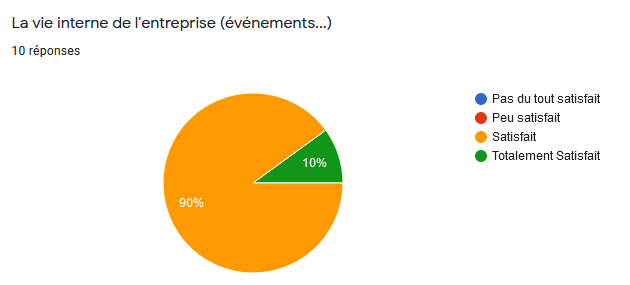 La vie interne de l'entreprise (événements...)
10 réponses
Pas du tout satisfait
Peu satisfait
Satisfait
Totalement Satisfait
10%
90%